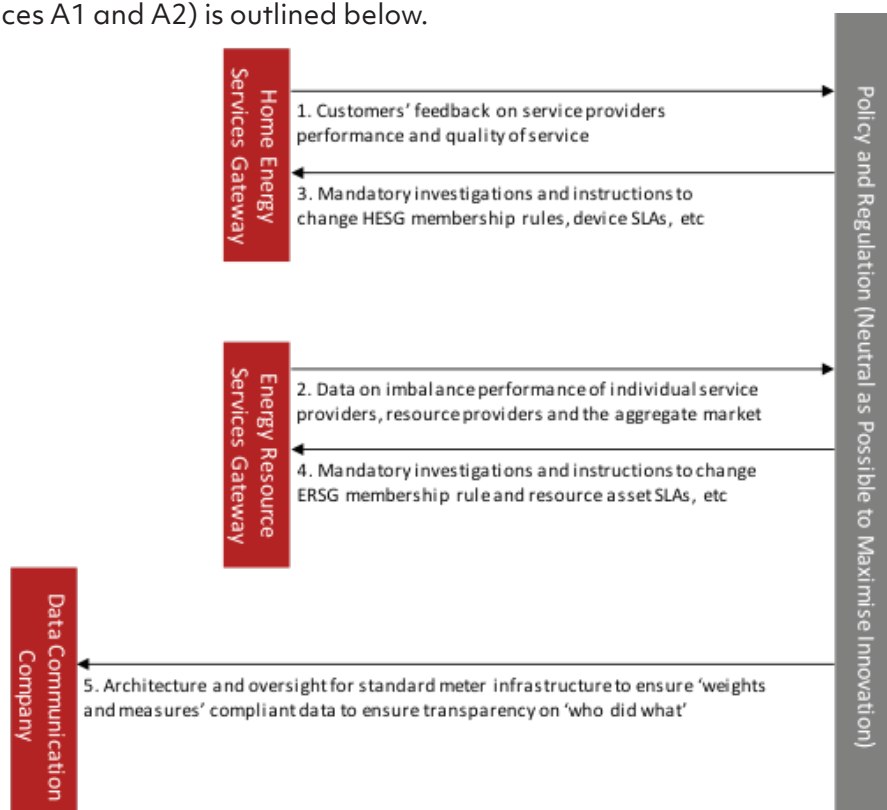 ces A1 and A2) is outlined below.
Home Energy
Services Gateway
1. Customers’ feedback on service providers
performance and quality of service
3. Mandatory investigations and instructions to
change HESG membership rules, device SLAs, etc
Energy Resource
Services Gateway
2. Data on imbalance performance of individual service
providers, resource providers and the aggregate market
4. Mandatory investigations and instructions to change
ERSG membership rule and resource asset SLAs, etc
Data Communication
Company
5. Architecture and oversight for standard meter infrastructure to ensure ‘weights
and measures’ compliant data to ensure transparency on ‘who did what’
Policy and Regulation (Neutral as Possible to Maximise Innovation)